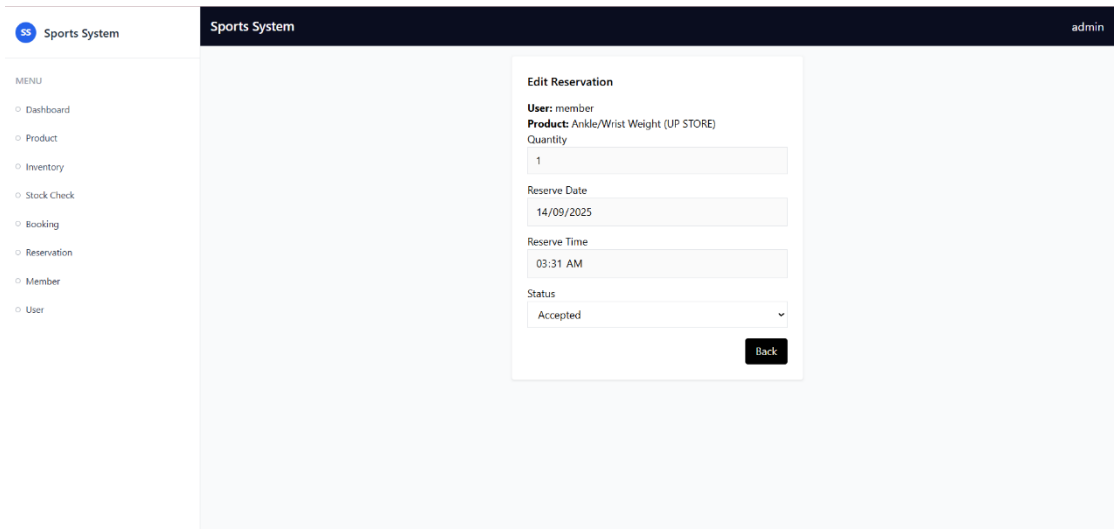 SS Sports System
MENU
Dashboard
Product
Inventory
Stock Check
Booking
Reservation
Member
User
Sports System
admin
Edit Reservation
User: member
Product: Ankle/Wrist Weight (UP STORE)
Quantity
1
Reserve Date
14/09/2025
Reserve Time
03:31 AM
Status
Accepted
Back